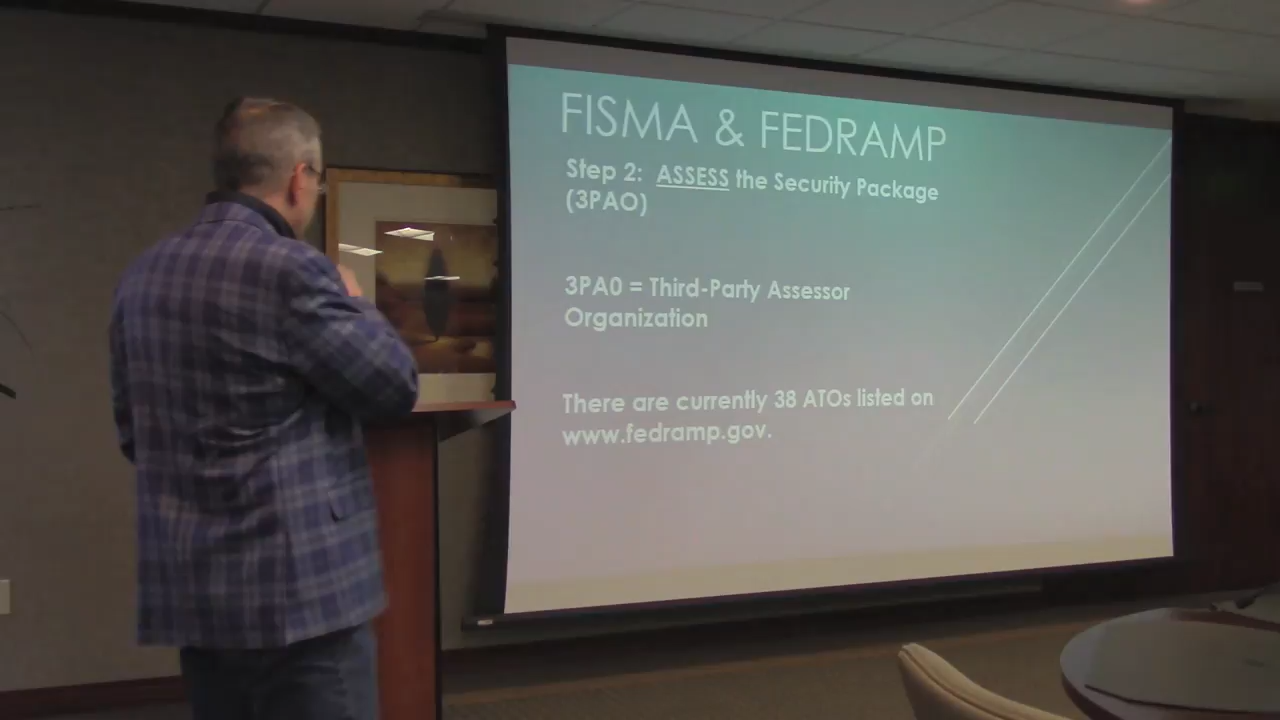 FISMA & FEDRAMP
Step 2: ASSESS the Security Package
(3PAO)
3PA0 = Third-Party Assessor
Organization
There are currently 38 ATOs listed on
www.fedramp.gov.